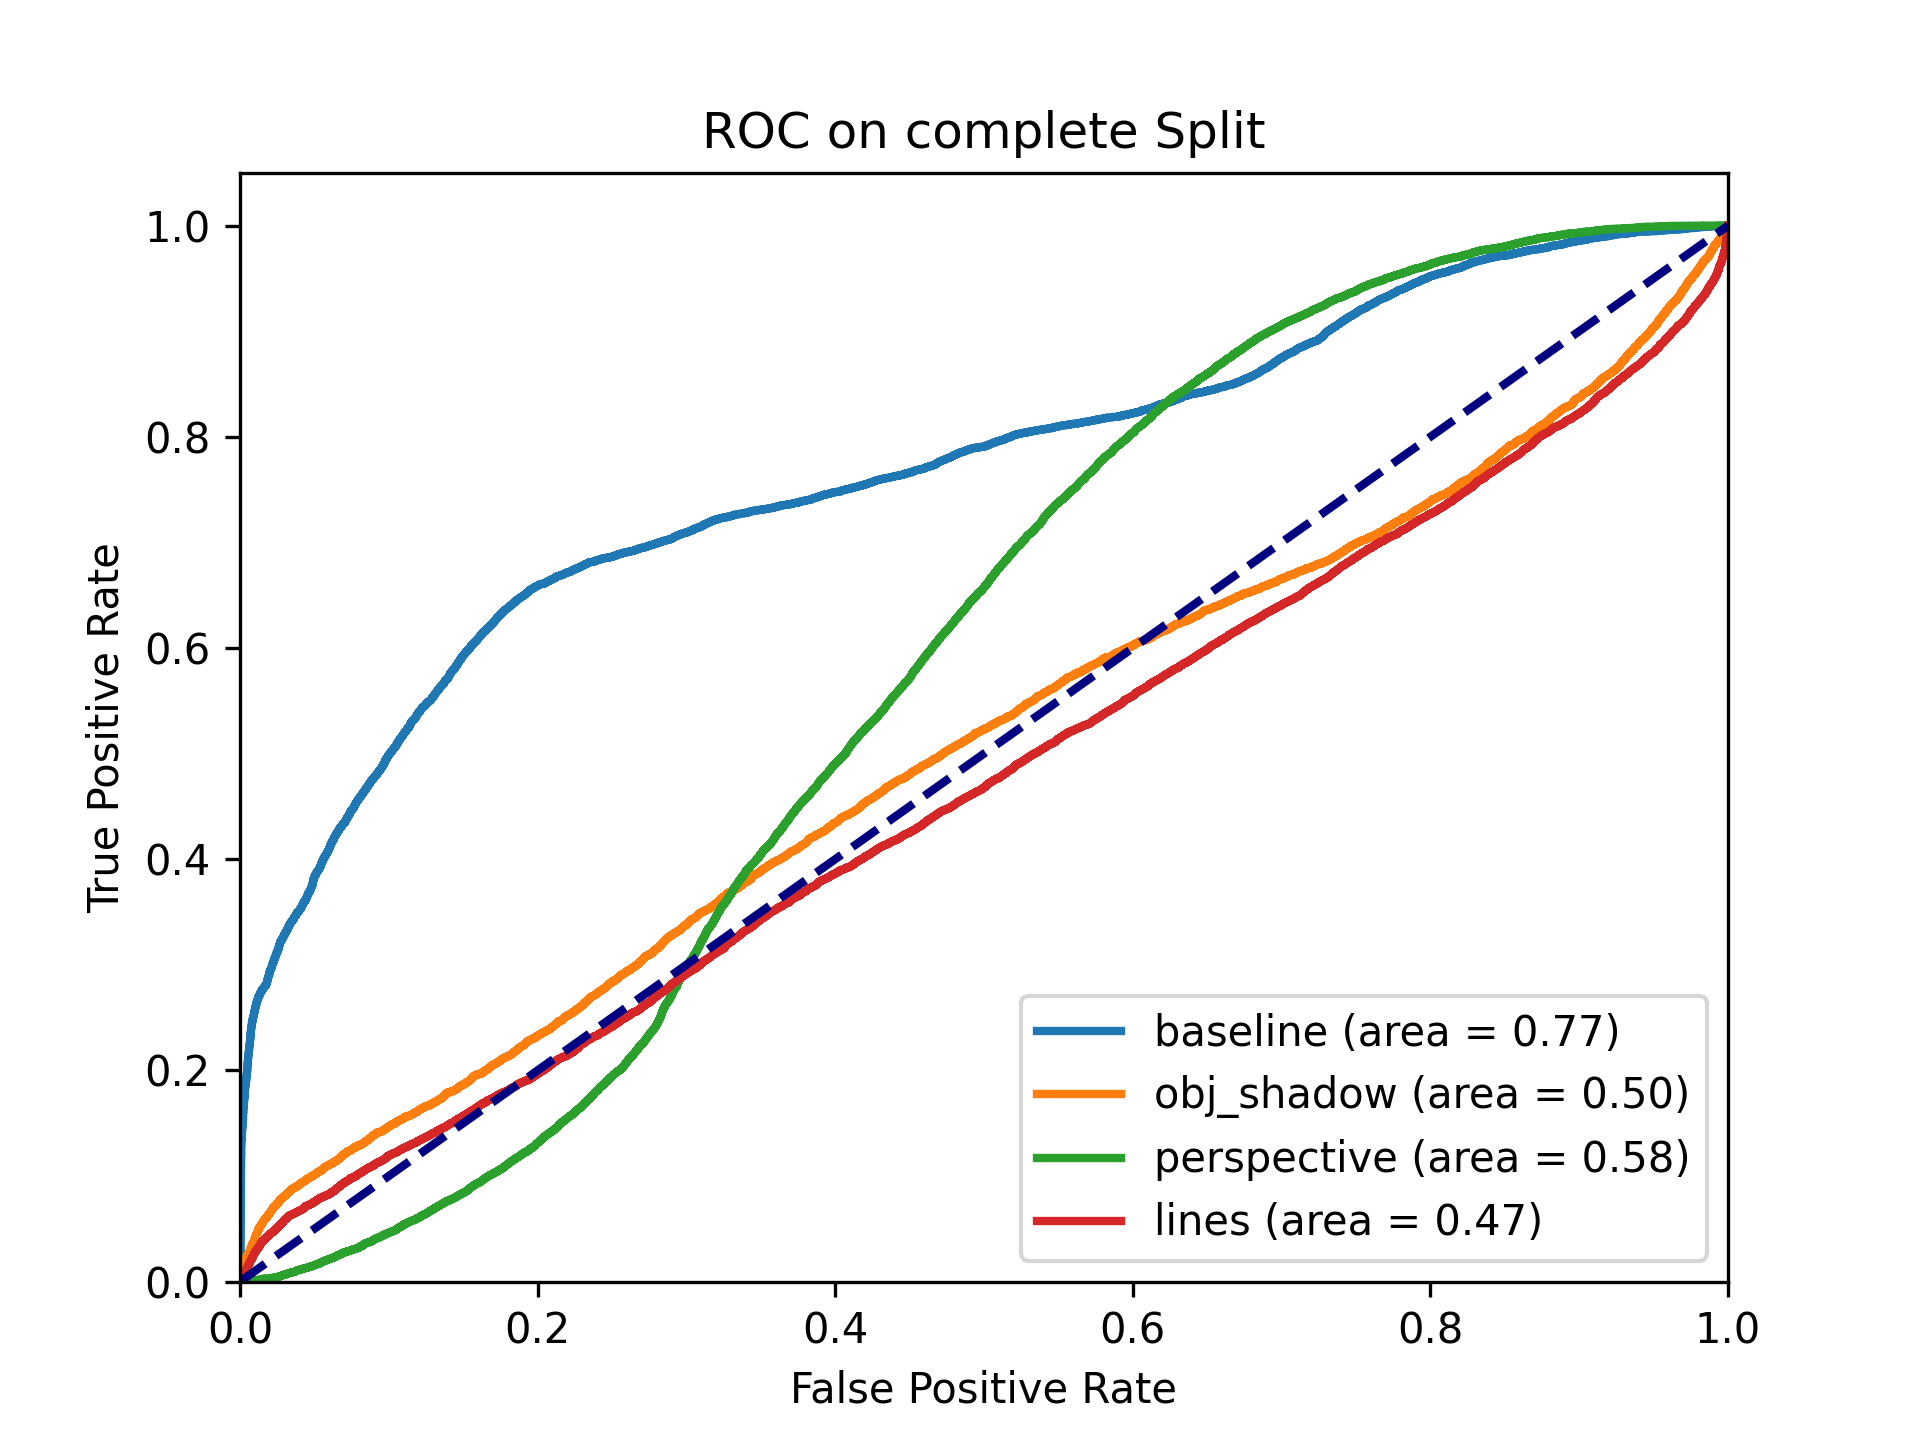 ROC on complete Split
True Positive Rate
1.0
0.8
0.6
0.4
0.2
0.0
baseline (area = 0.77)
obj_shadow (area = 0.50)
perspective (area = 0.58)
lines (area = 0.47)
0.0 0.2 0.4 0.6 0.8 1.0
False Positive Rate